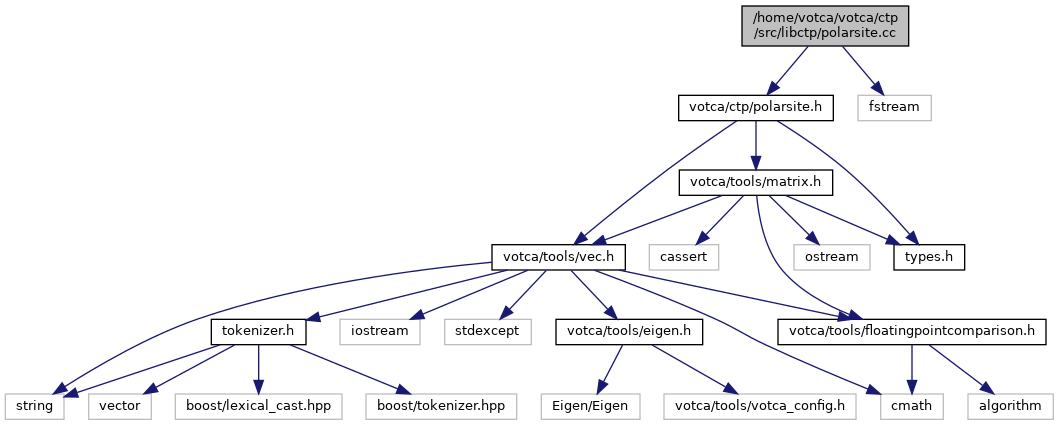 /home/votca/votca/ctp
/src/libctp/polarsite.cc
votca/ctp/polarsite.h
fstream
votca/tools/matrix.h
votca/tools/vec.h
cassert
ostream
types.h
tokenizer.h
iostream
stdexcept
votca/tools/eigen.h
votca/tools/floatingpointcomparison.h
string
vector
boost/lexical_cast.hpp
boost/tokenizer.hpp
Eigen/Eigen
votca/tools/votca_config.h
cmath
algorithm